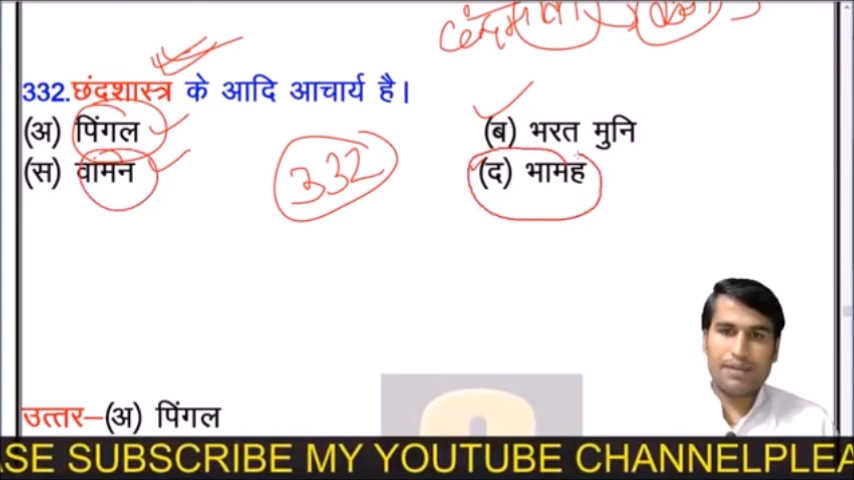 332.छंदशास्त्र के आदि आचार्य है।
(अ) पिंगल (ब) भरत मुनि
(स) वामन (द) भामह
332
उत्तर–(अ) पिंगल
ASE SUBSCRIBE MY YOUTUBE CHANNELPLEA